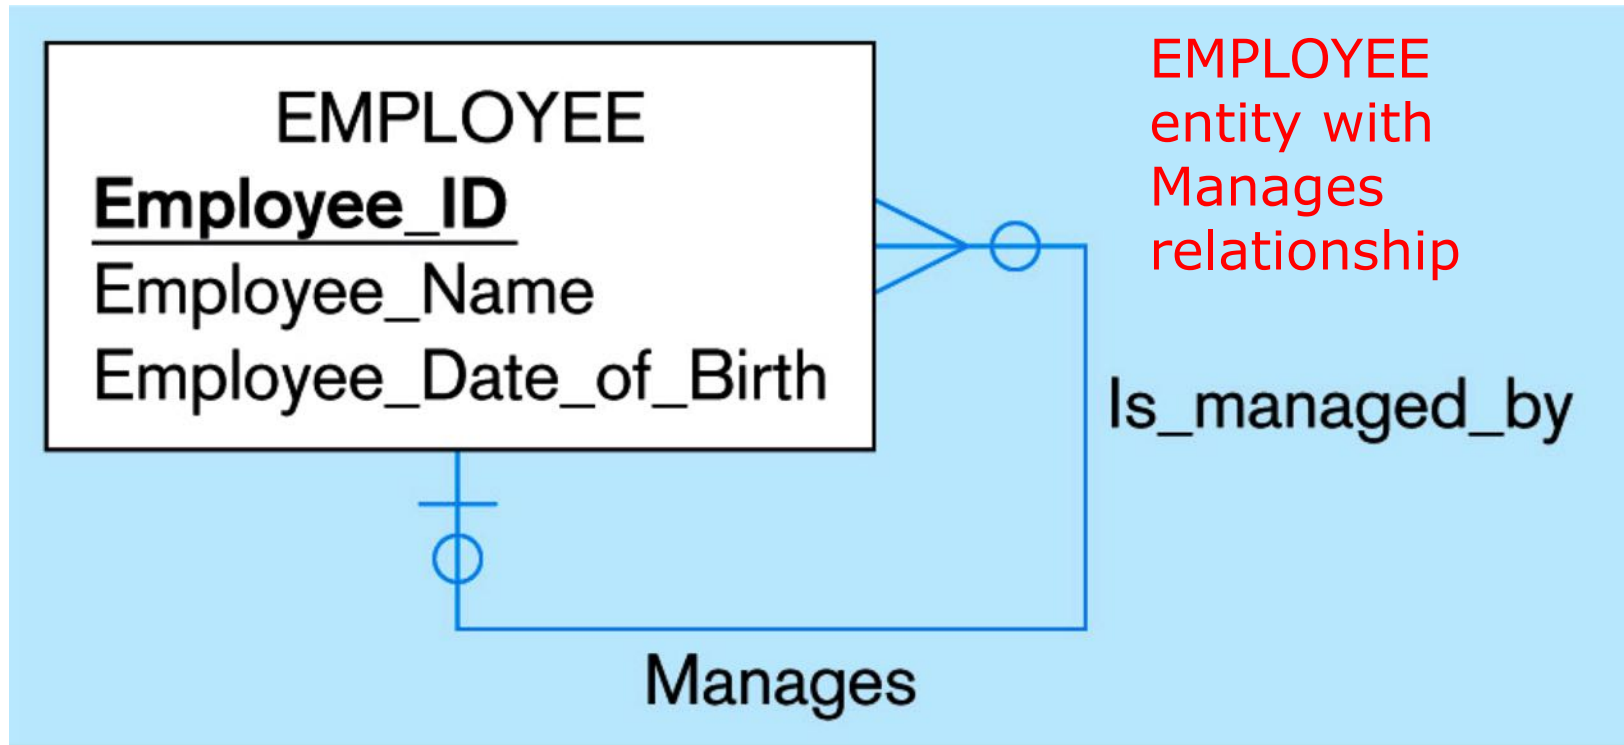 EMPLOYEE
Employee_ID
Employee_Name
Employee_Date_of_Birth
EMPLOYEE
entity with
Manages
relationship
Is_managed_by
Manages